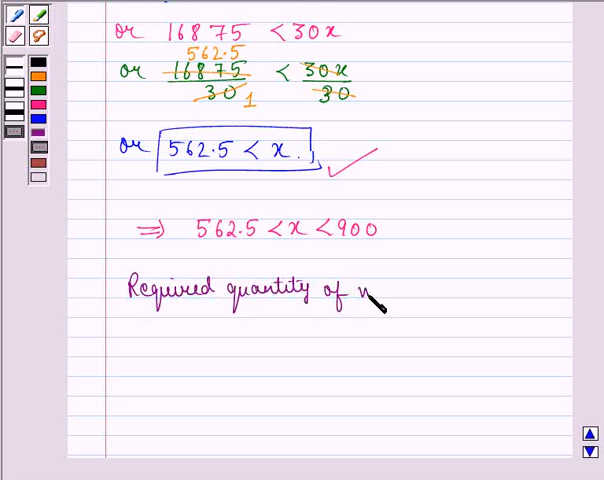 or 16875 < 30x
562.5
or 16875/30 < 30x/30
1
or 562.5 < x.
⇒ 562.5 < x < 900
Required quantity of